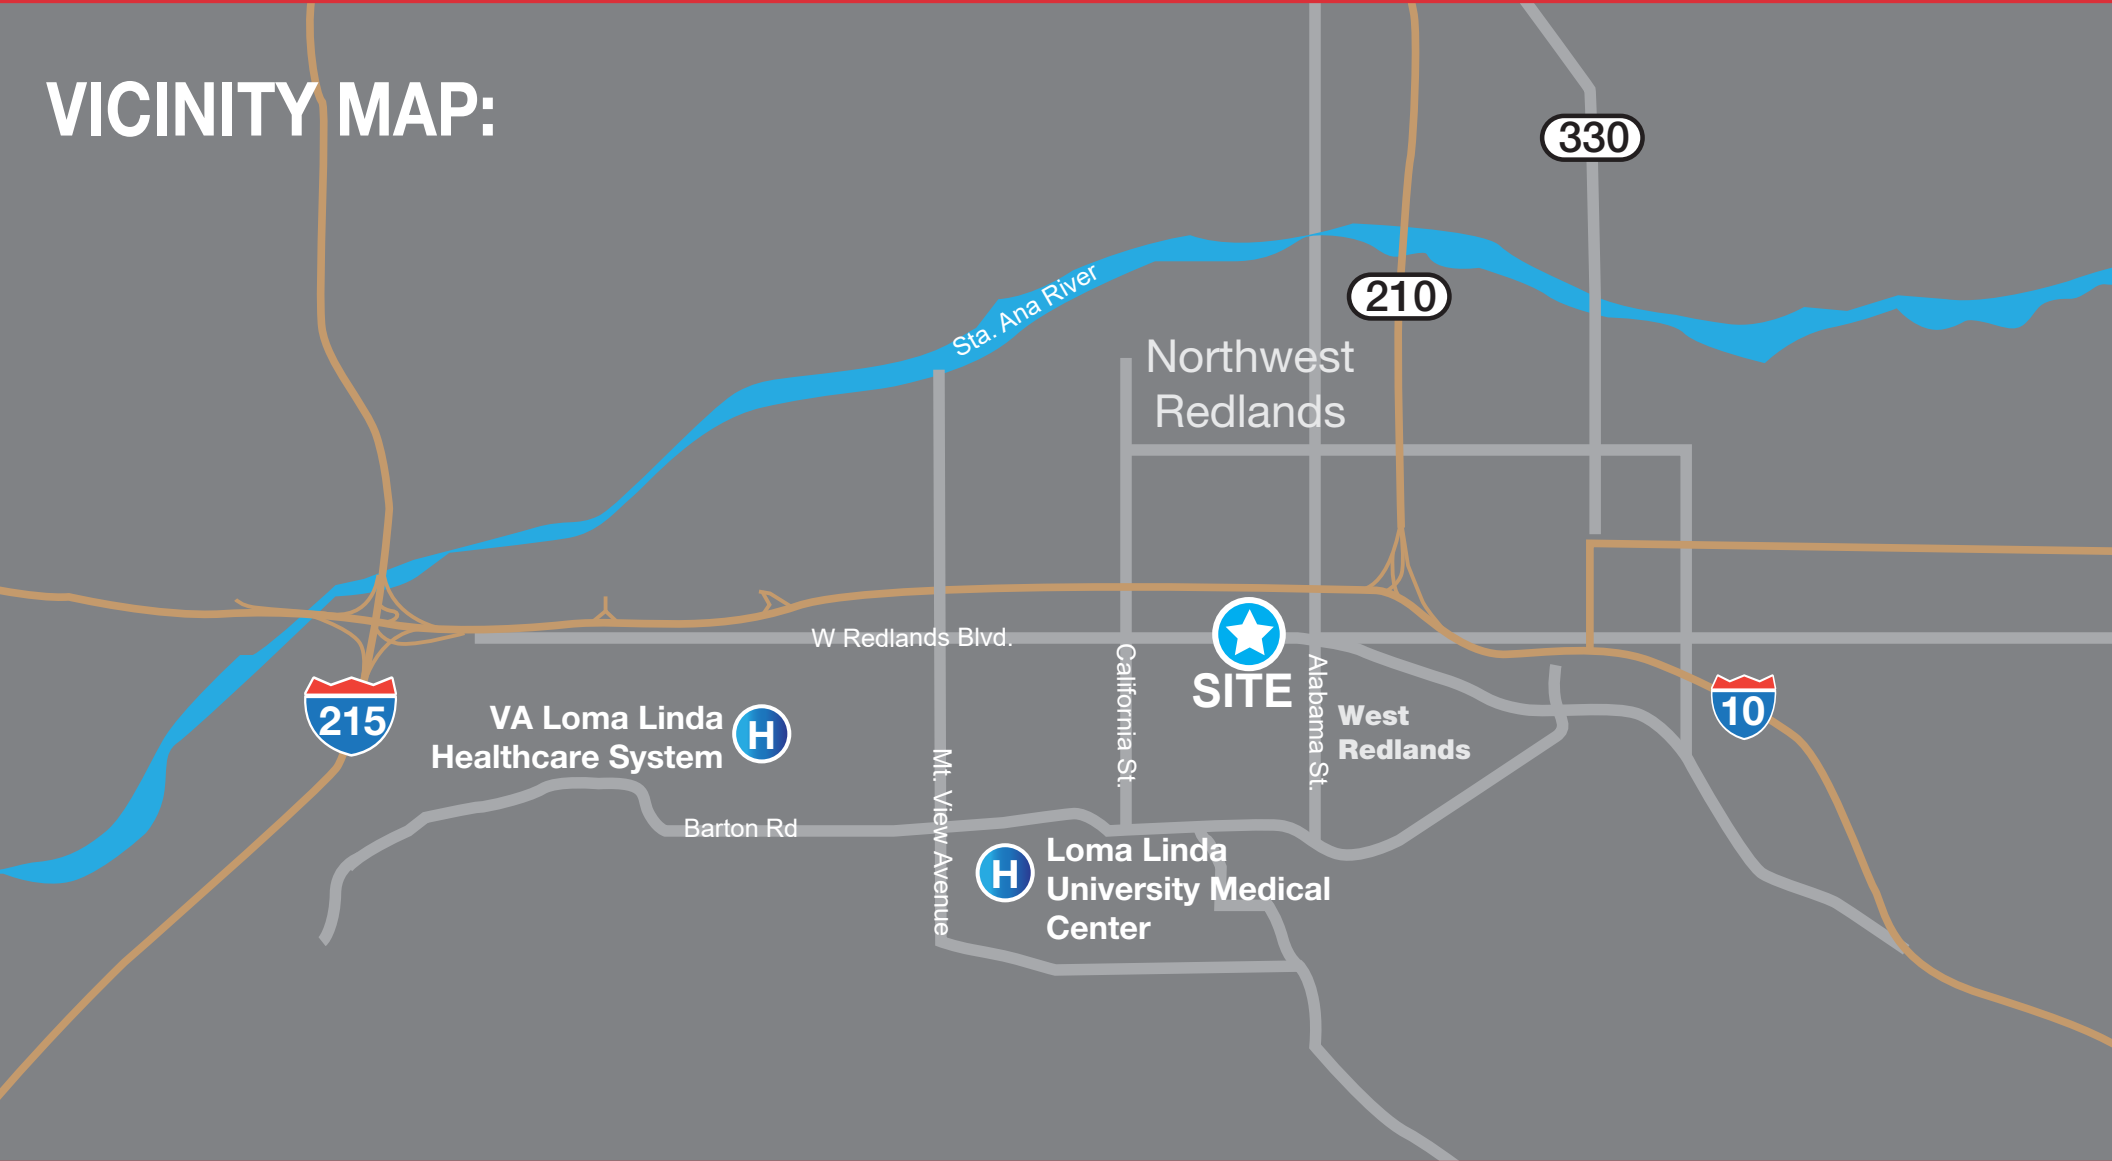 VICINITY MAP:
330
Sta. Ana River
210
Northwest
Redlands
W Redlands Blvd.
California St.
SITE
Alabama St.
West
Redlands
215
10
VA Loma Linda
Healthcare System
H
Mt. View Avenue
Barton Rd
H
Loma Linda
University Medical
Center